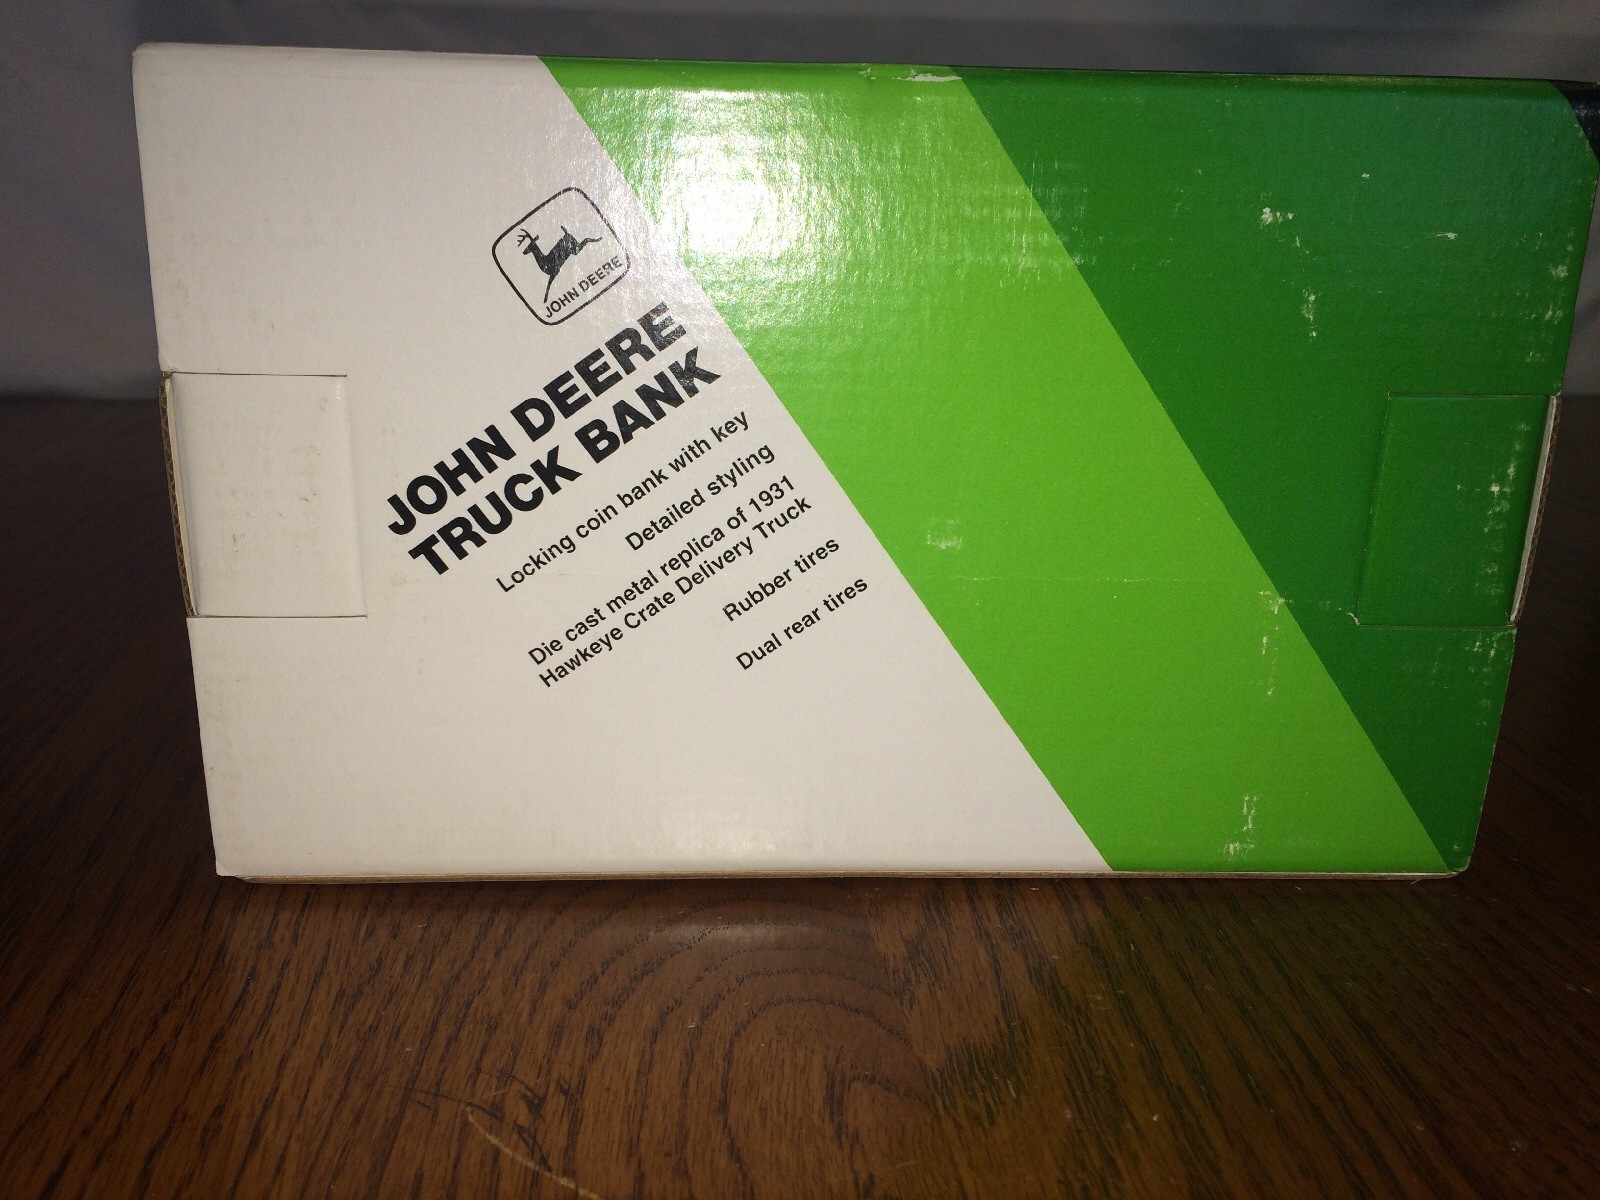 JOHN DEERE
JOHN DEERE
TRUCK BANK
Locking coin bank with key
Detailed styling
Die cast metal replica of 1931
Hawkeye Crate Delivery Truck
Rubber tires
Dual rear tires